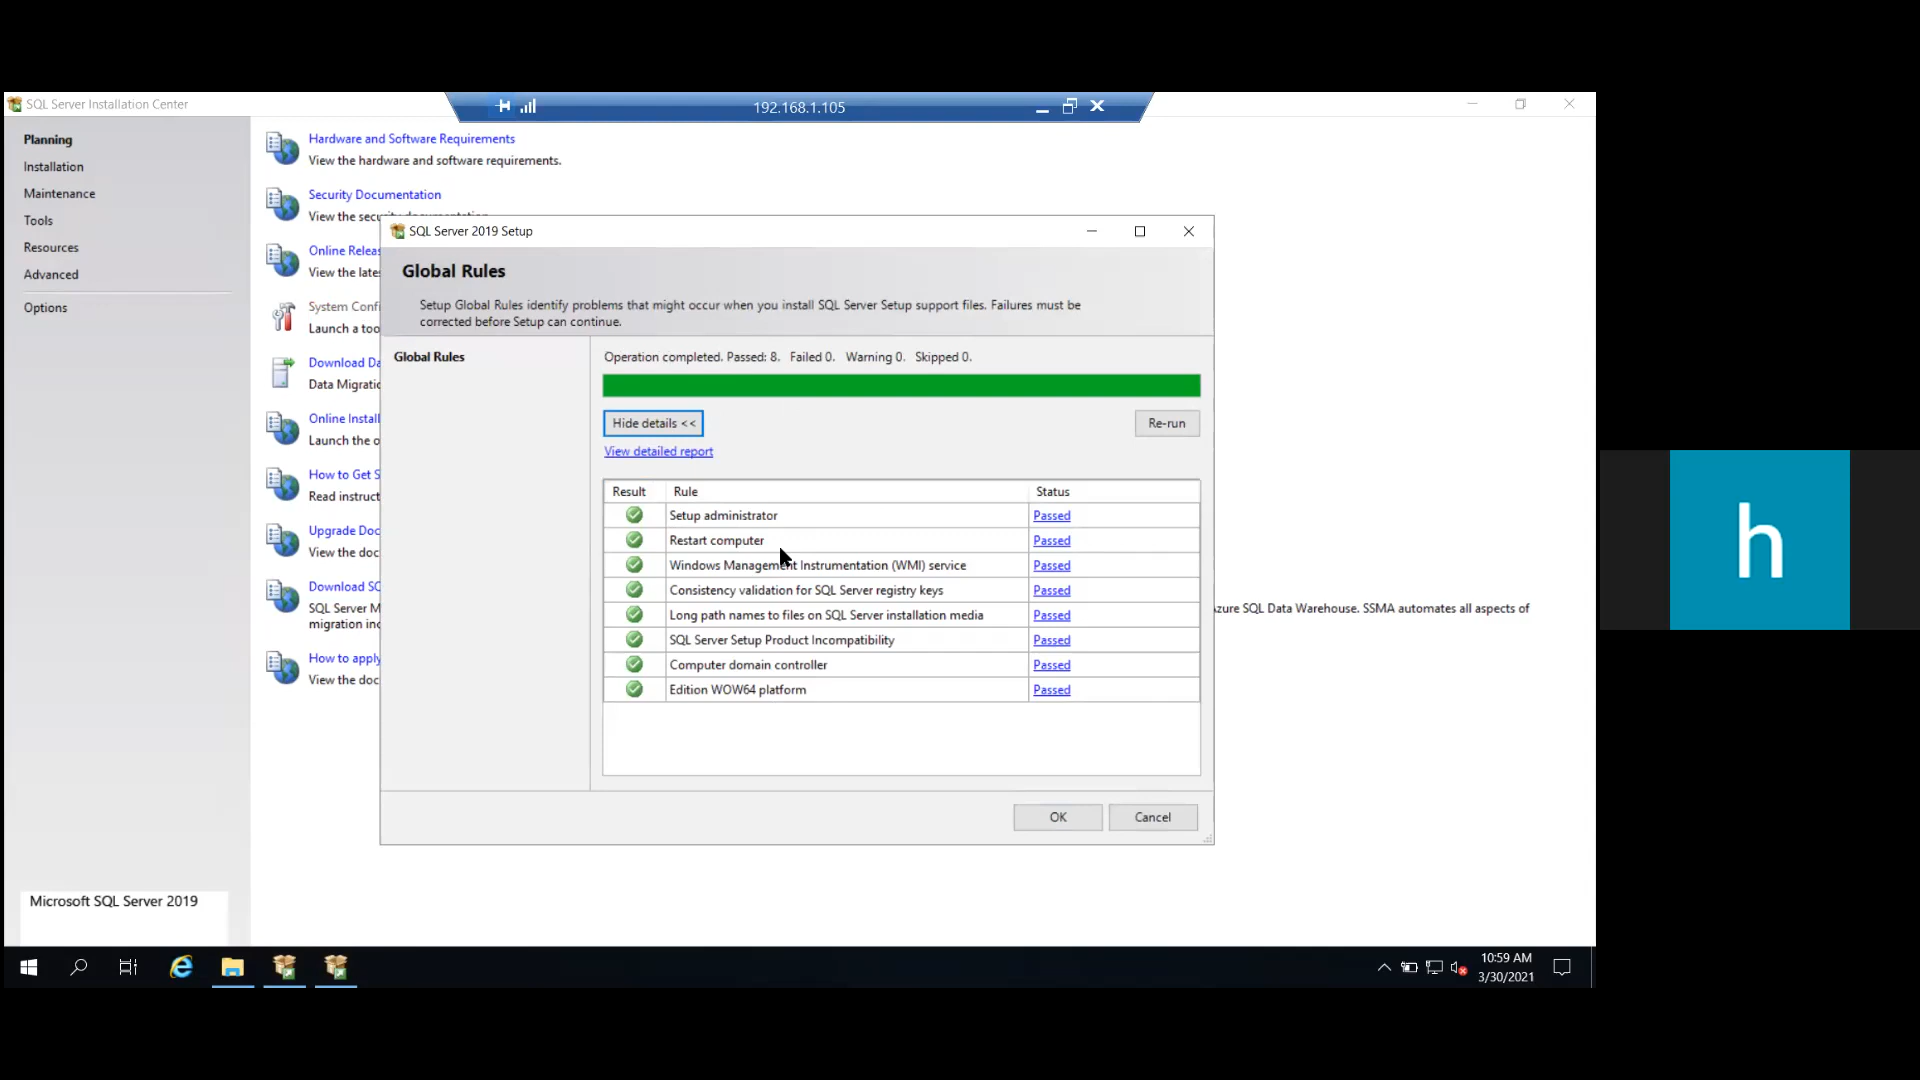 SQL Server Installation Center
192.168.1.105
Planning
Installation
Maintenance
Tools
Resources
Advanced
Options
Microsoft SQL Server 2019
Hardware and Software Requirements
View the hardware and software requirements.
Security Documentation
View the security documentation
Online Releas
View the late
System Confi
Launch a too
Download Da
Data Migratio
Online Install
Launch the o
How to Get S
Read instruct
Upgrade Doc
View the doc
Download SQ
SQL Server M
Azure SQL Data Warehouse. SSMA automates all aspects of
migration inc
How to apply
View the doc
SQL Server 2019 Setup
Global Rules
Setup Global Rules identify problems that might occur when you install SQL Server Setup support files. Failures must be
corrected before Setup can continue.
Global Rules
Operation completed. Passed: 8. Failed 0. Warning 0. Skipped 0.
Hide details <<
Re-run
View detailed report
Result Rule Status
Setup administrator Passed
Restart computer Passed
Windows Management Instrumentation (WMI) service Passed
Consistency validation for SQL Server registry keys Passed
Long path names to files on SQL Server installation media Passed
SQL Server Setup Product Incompatibility Passed
Computer domain controller Passed
Edition WOW64 platform Passed
OK Cancel
10:59 AM
3/30/2021
h